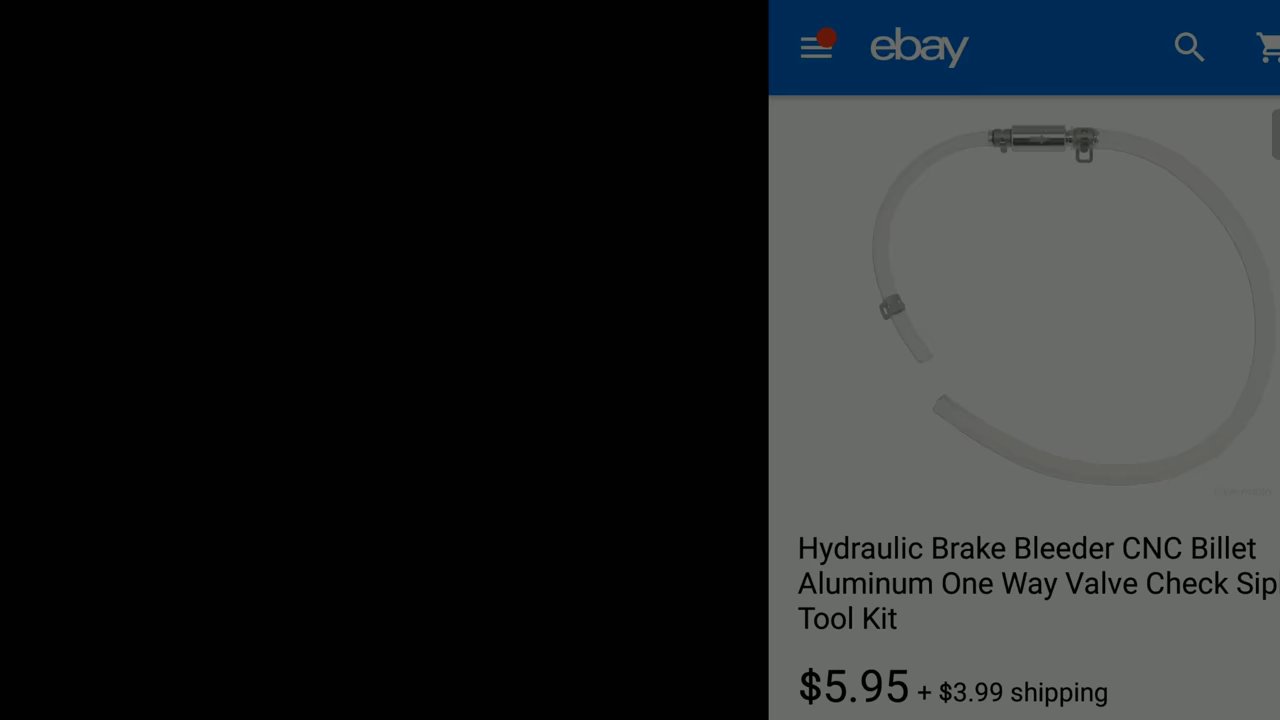 ebay
Hydraulic Brake Bleeder CNC Billet
Aluminum One Way Valve Check Sip
Tool Kit
$5.95 + $3.99 shipping